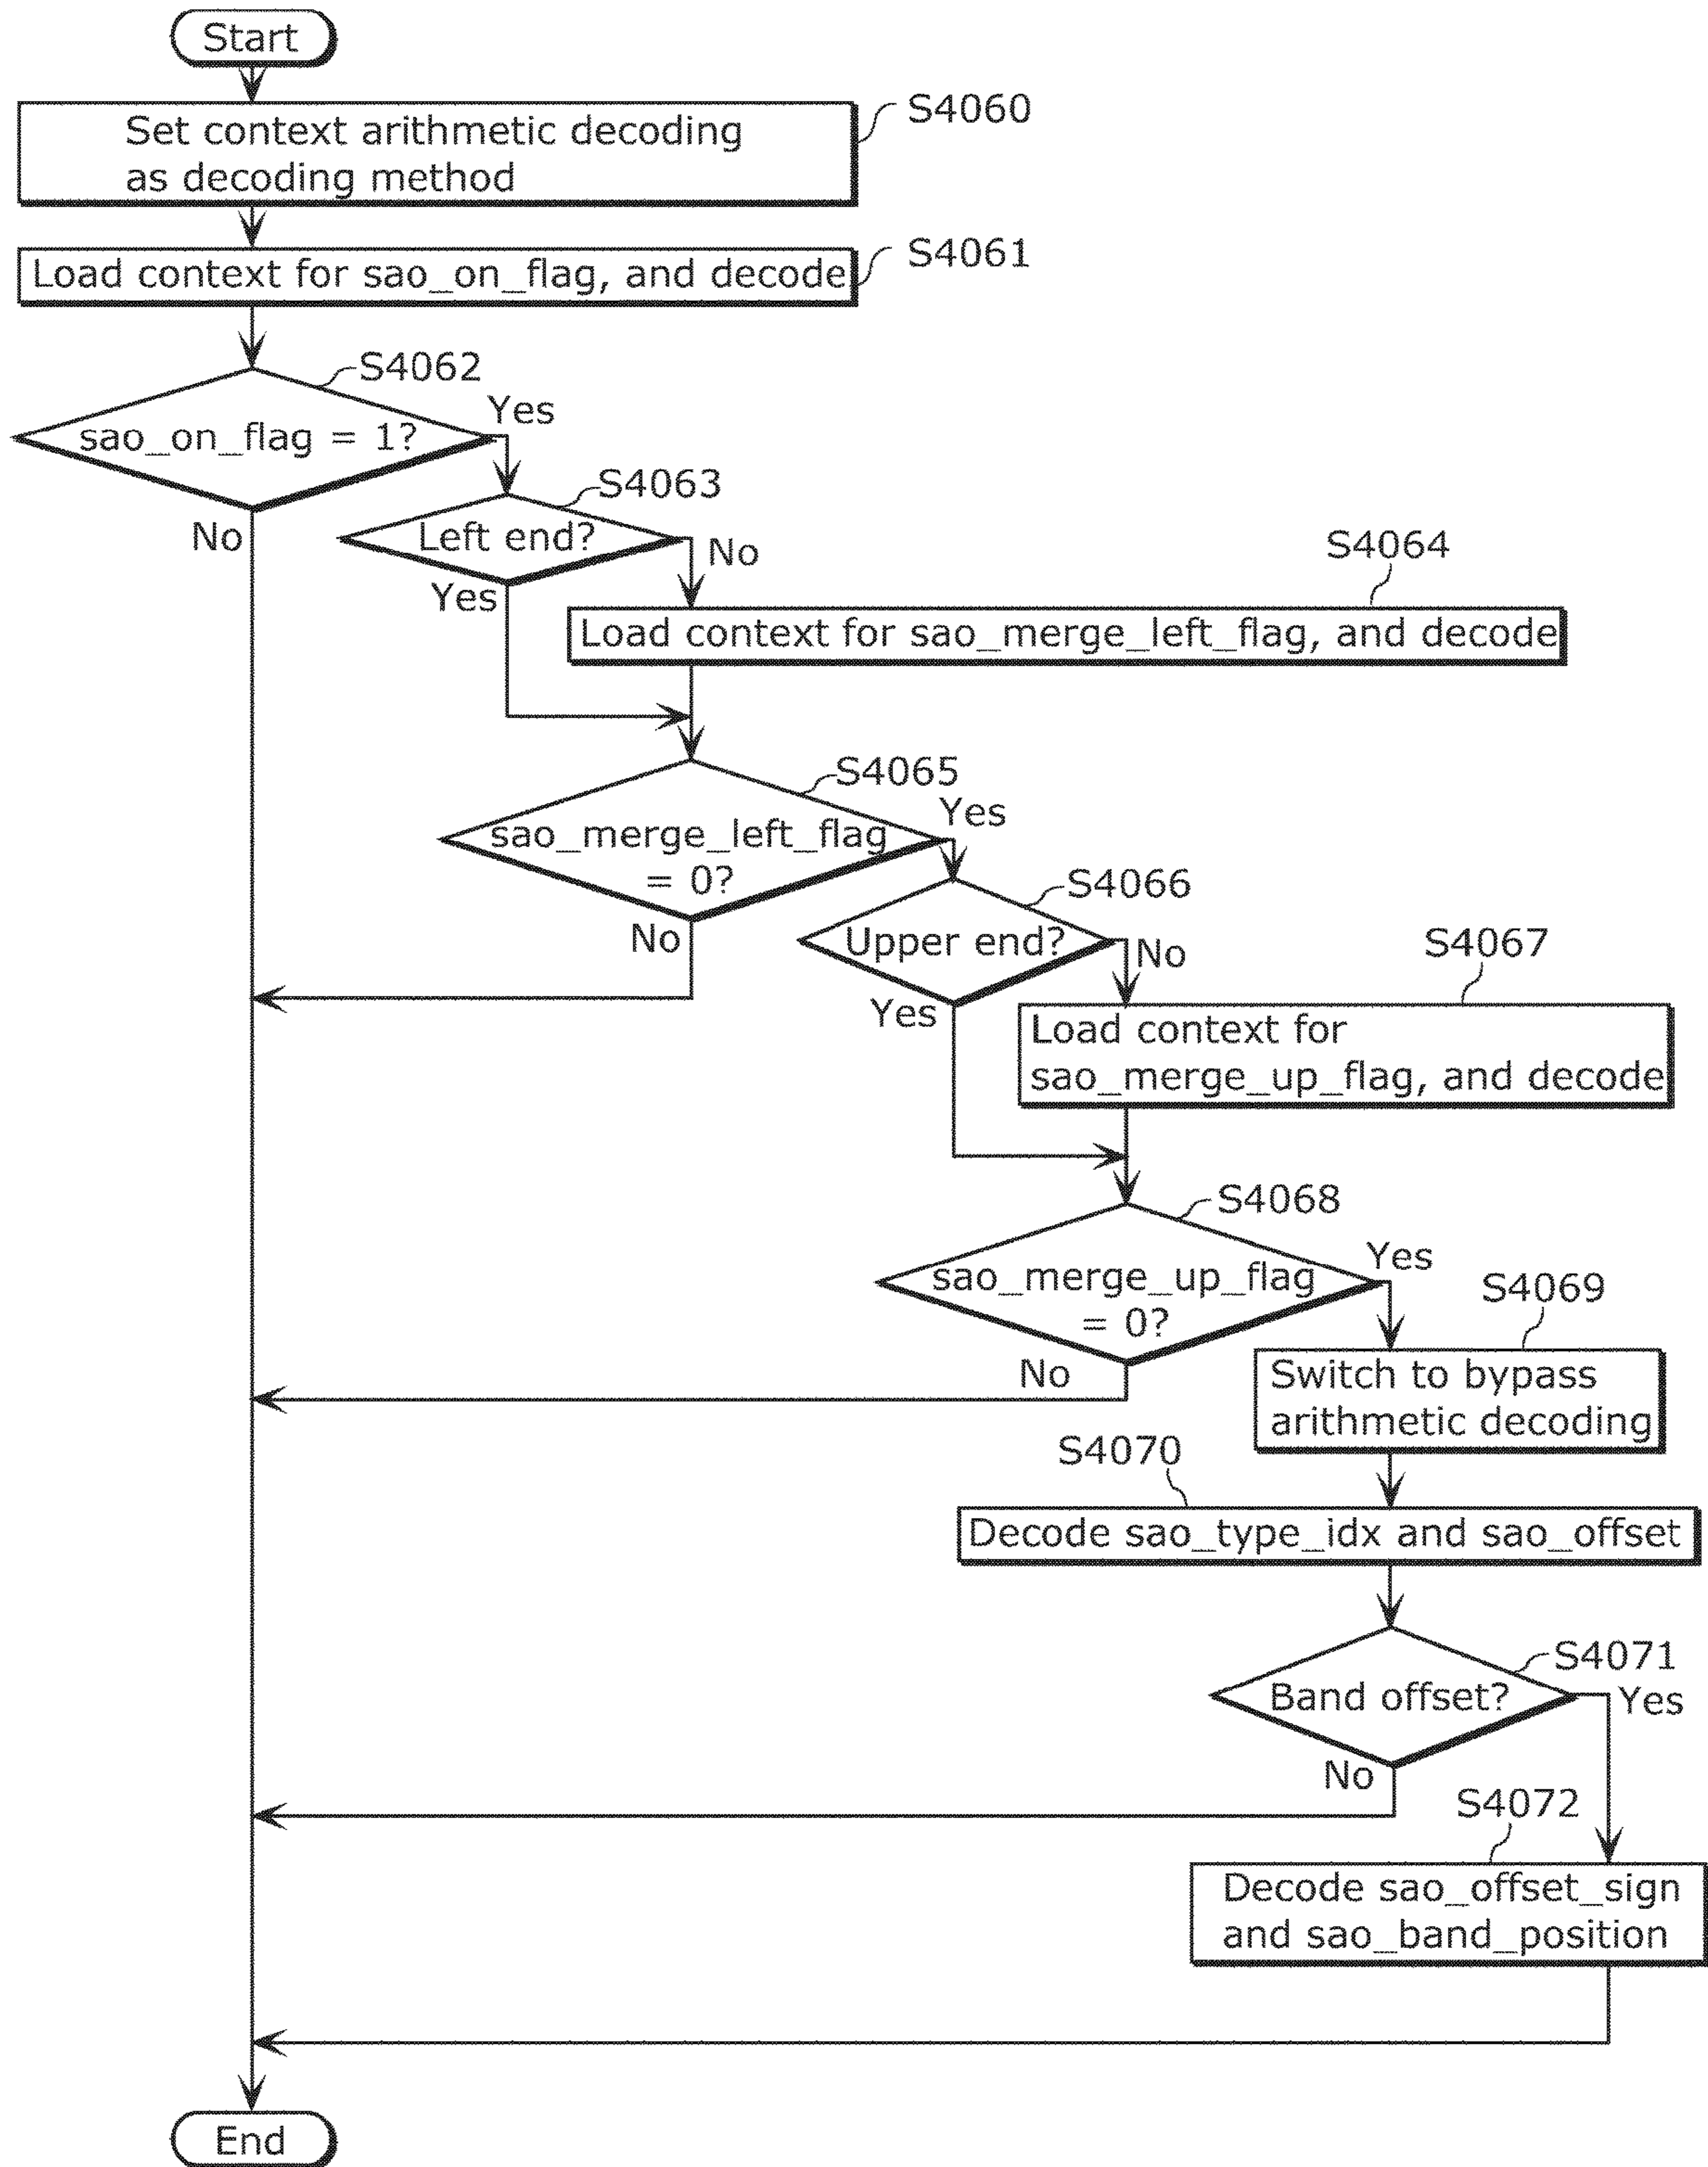 Start
S4060
Set context arithmetic decoding
as decoding method
S4061
Load context for sao_on_flag, and decode
S4062
sao_on_flag = 1?
Yes
No
S4063
Left end?
No
Yes
S4064
Load context for sao_merge_left_flag, and decode
S4065
sao_merge_left_flag
= 0?
Yes
No
S4066
Upper end?
No
Yes
S4067
Load context for
sao_merge_up_flag, and decode
S4068
sao_merge_up_flag
= 0?
Yes
No
S4069
Switch to bypass
arithmetic decoding
S4070
Decode sao_type_idx and sao_offset
S4071
Band offset?
Yes
No
S4072
Decode sao_offset_sign
and sao_band_position
End